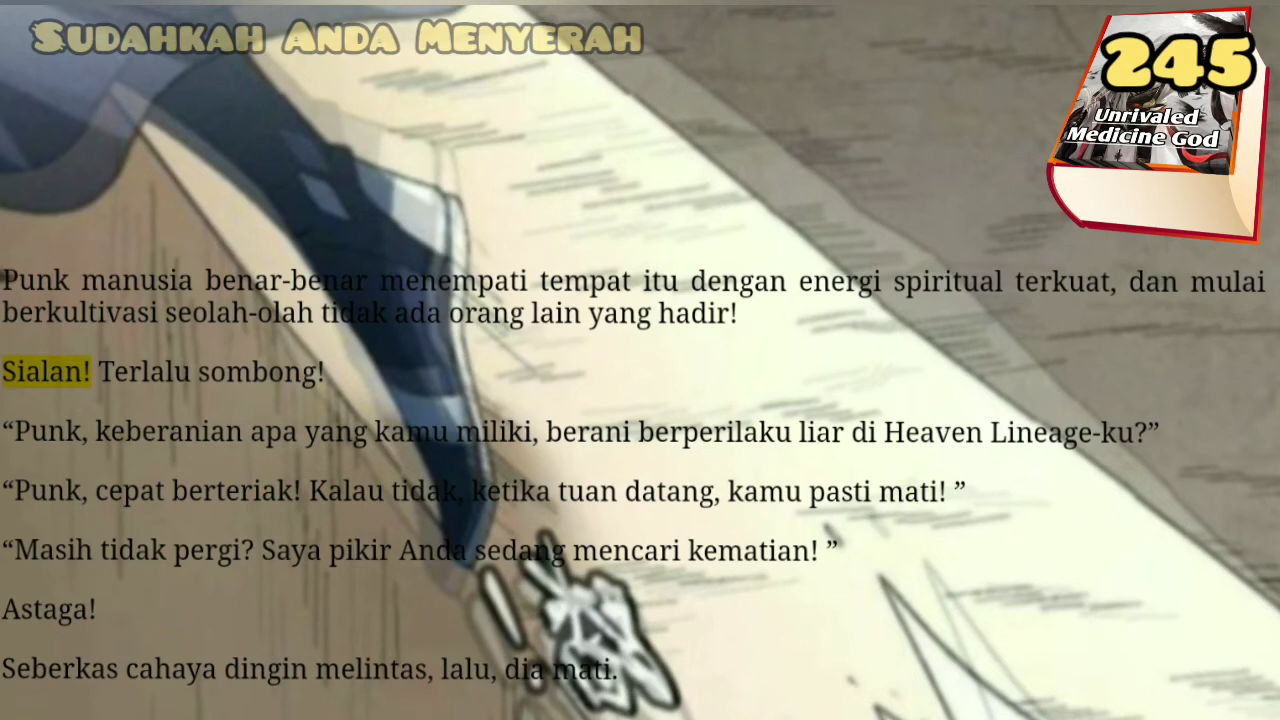 Sudahkah Anda Menyerah
245
Unrivaled
Medicine God
Punk manusia benar-benar menempati tempat itu dengan energi spiritual terkuat, dan mulai
berkultivasi seolah-olah tidak ada orang lain yang hadir!
Sialan! Terlalu sombong!
“Punk, keberanian apa yang kamu miliki, berani berperilaku liar di Heaven Lineage-ku?”
“Punk, cepat berteriak! Kalau tidak, ketika tuan datang, kamu pasti mati! ”
“Masih tidak pergi? Saya pikir Anda sedang mencari kematian! ”
Astaga!
Seberkas cahaya dingin melintas, lalu, dia mati.